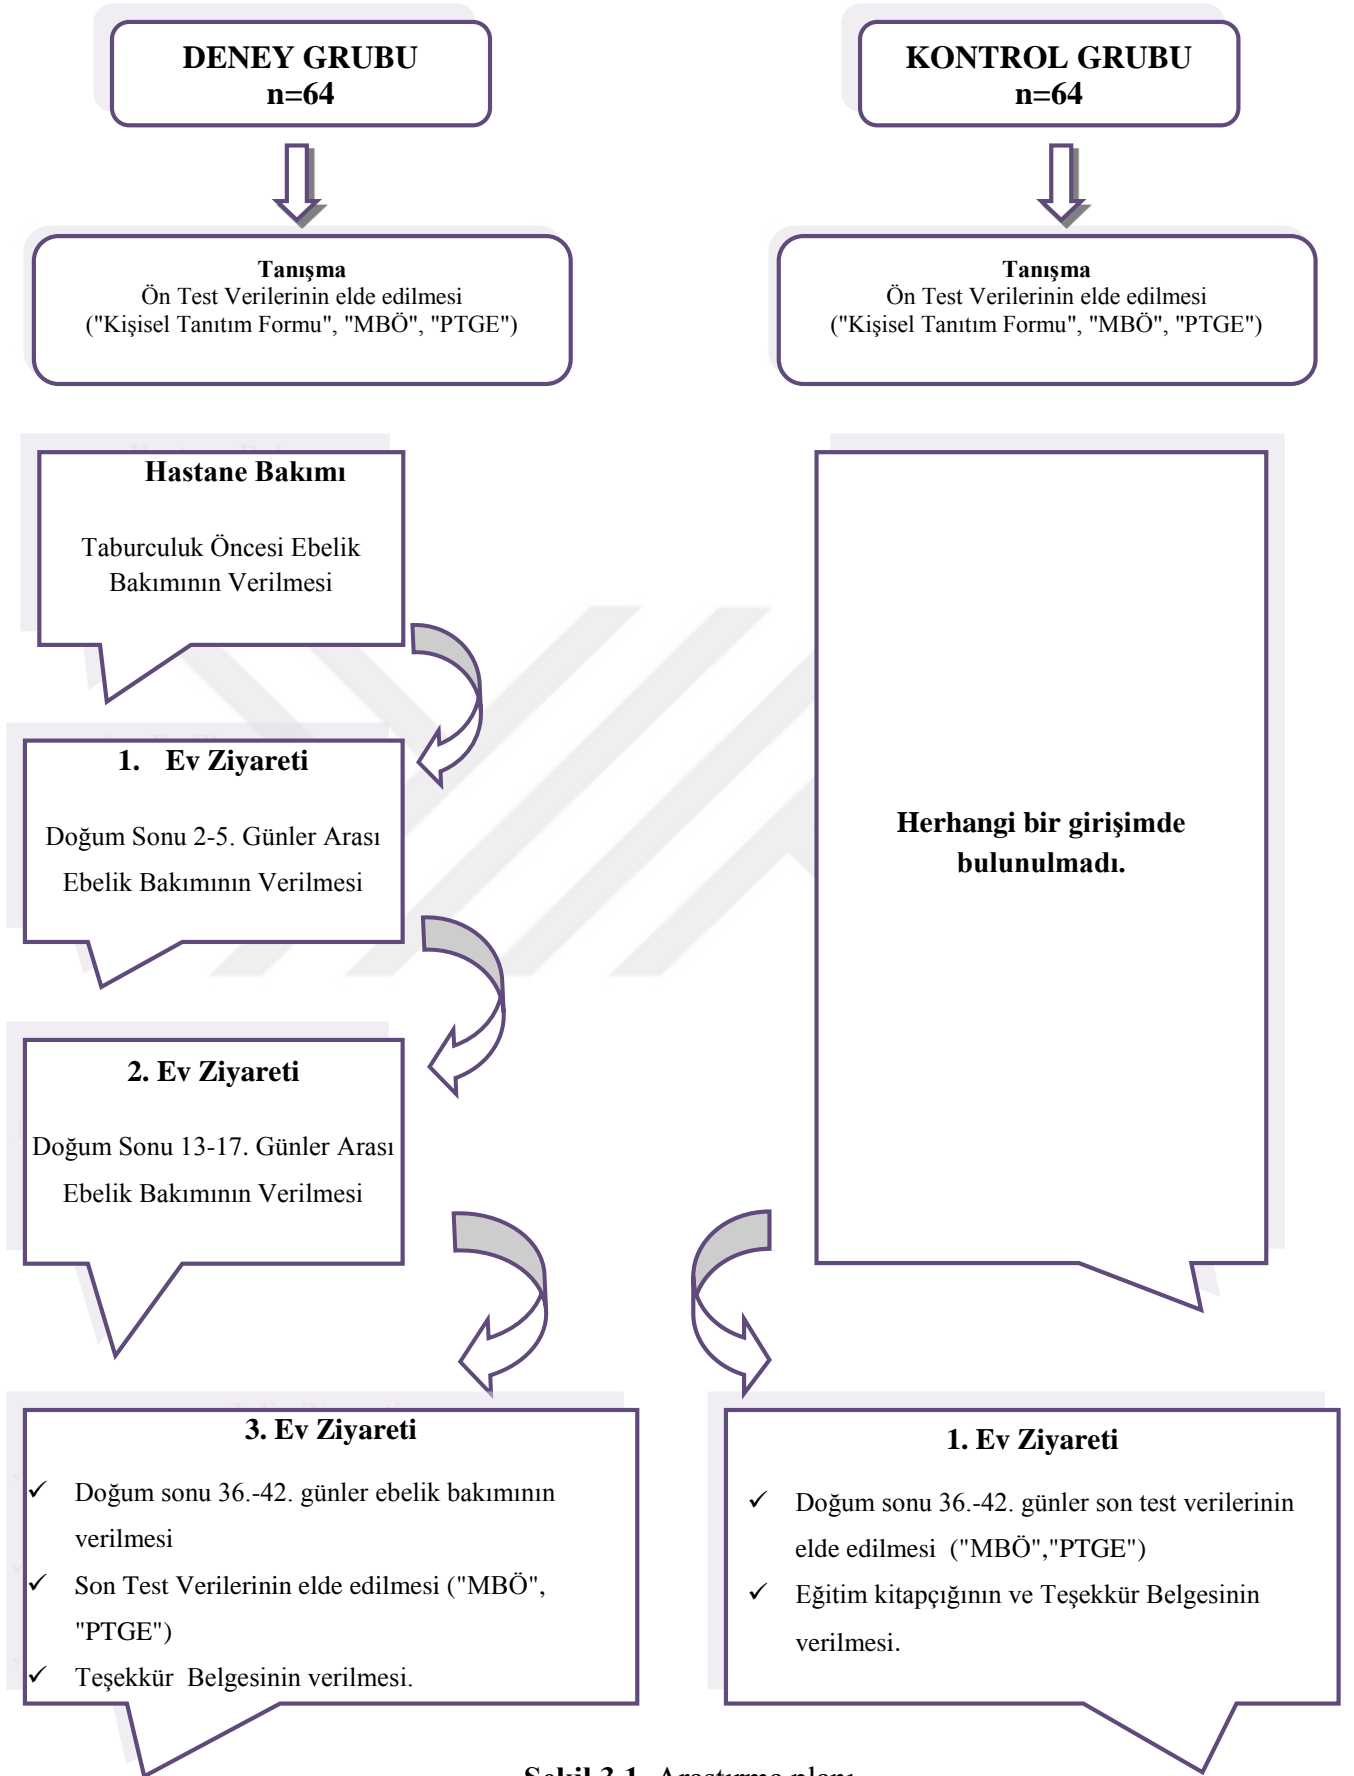 DENEY GRUBU
n=64
KONTROL GRUBU
n=64
Tanışma
Ön Test Verilerinin elde edilmesi
("Kişisel Tanıtım Formu", "MBÖ", "PTGE")
Tanışma
Ön Test Verilerinin elde edilmesi
("Kişisel Tanıtım Formu", "MBÖ", "PTGE")
Hastane Bakımı
Taburculuk Öncesi Ebelik
Bakımının Verilmesi
1. Ev Ziyareti
Doğum Sonu 2-5. Günler Arası
Ebelik Bakımının Verilmesi
2. Ev Ziyareti
Doğum Sonu 13-17. Günler Arası
Ebelik Bakımının Verilmesi
Herhangi bir girişimde
bulunulmadı.
3. Ev Ziyareti
✓ Doğum sonu 36.-42. günler ebelik bakımının
verilmesi
✓ Son Test Verilerinin elde edilmesi ("MBÖ",
"PTGE")
✓ Teşekkür Belgesinin verilmesi.
1. Ev Ziyareti
✓ Doğum sonu 36.-42. günler son test verilerinin
elde edilmesi ("MBÖ","PTGE")
✓ Eğitim kitapçığının ve Teşekkür Belgesinin
verilmesi.
Şekil 3.1. Araştırma planı